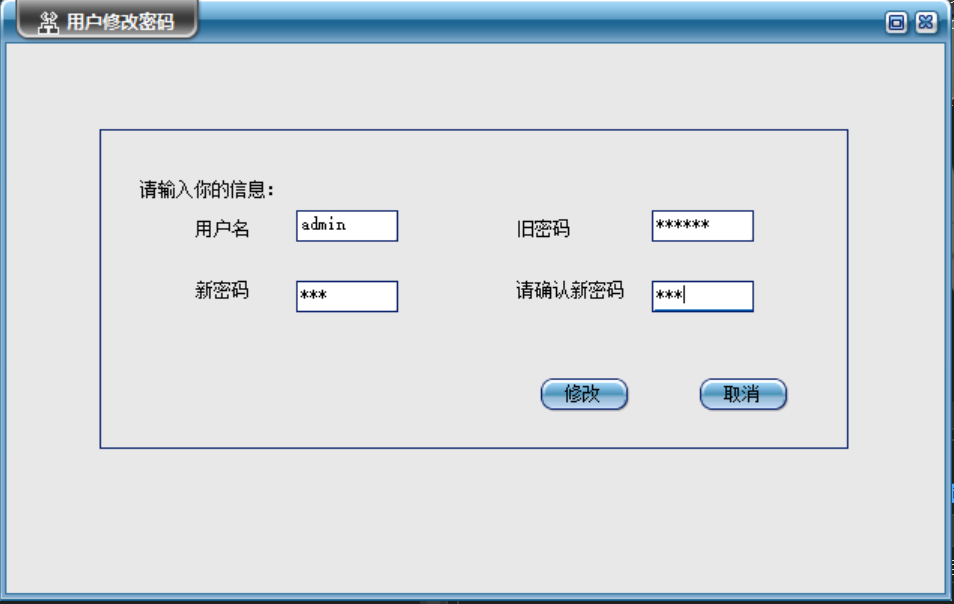 用户修改密码
请输入你的信息：
用户名 admin 旧密码 ******
新密码 *** 请确认新密码 ***
修改 取消